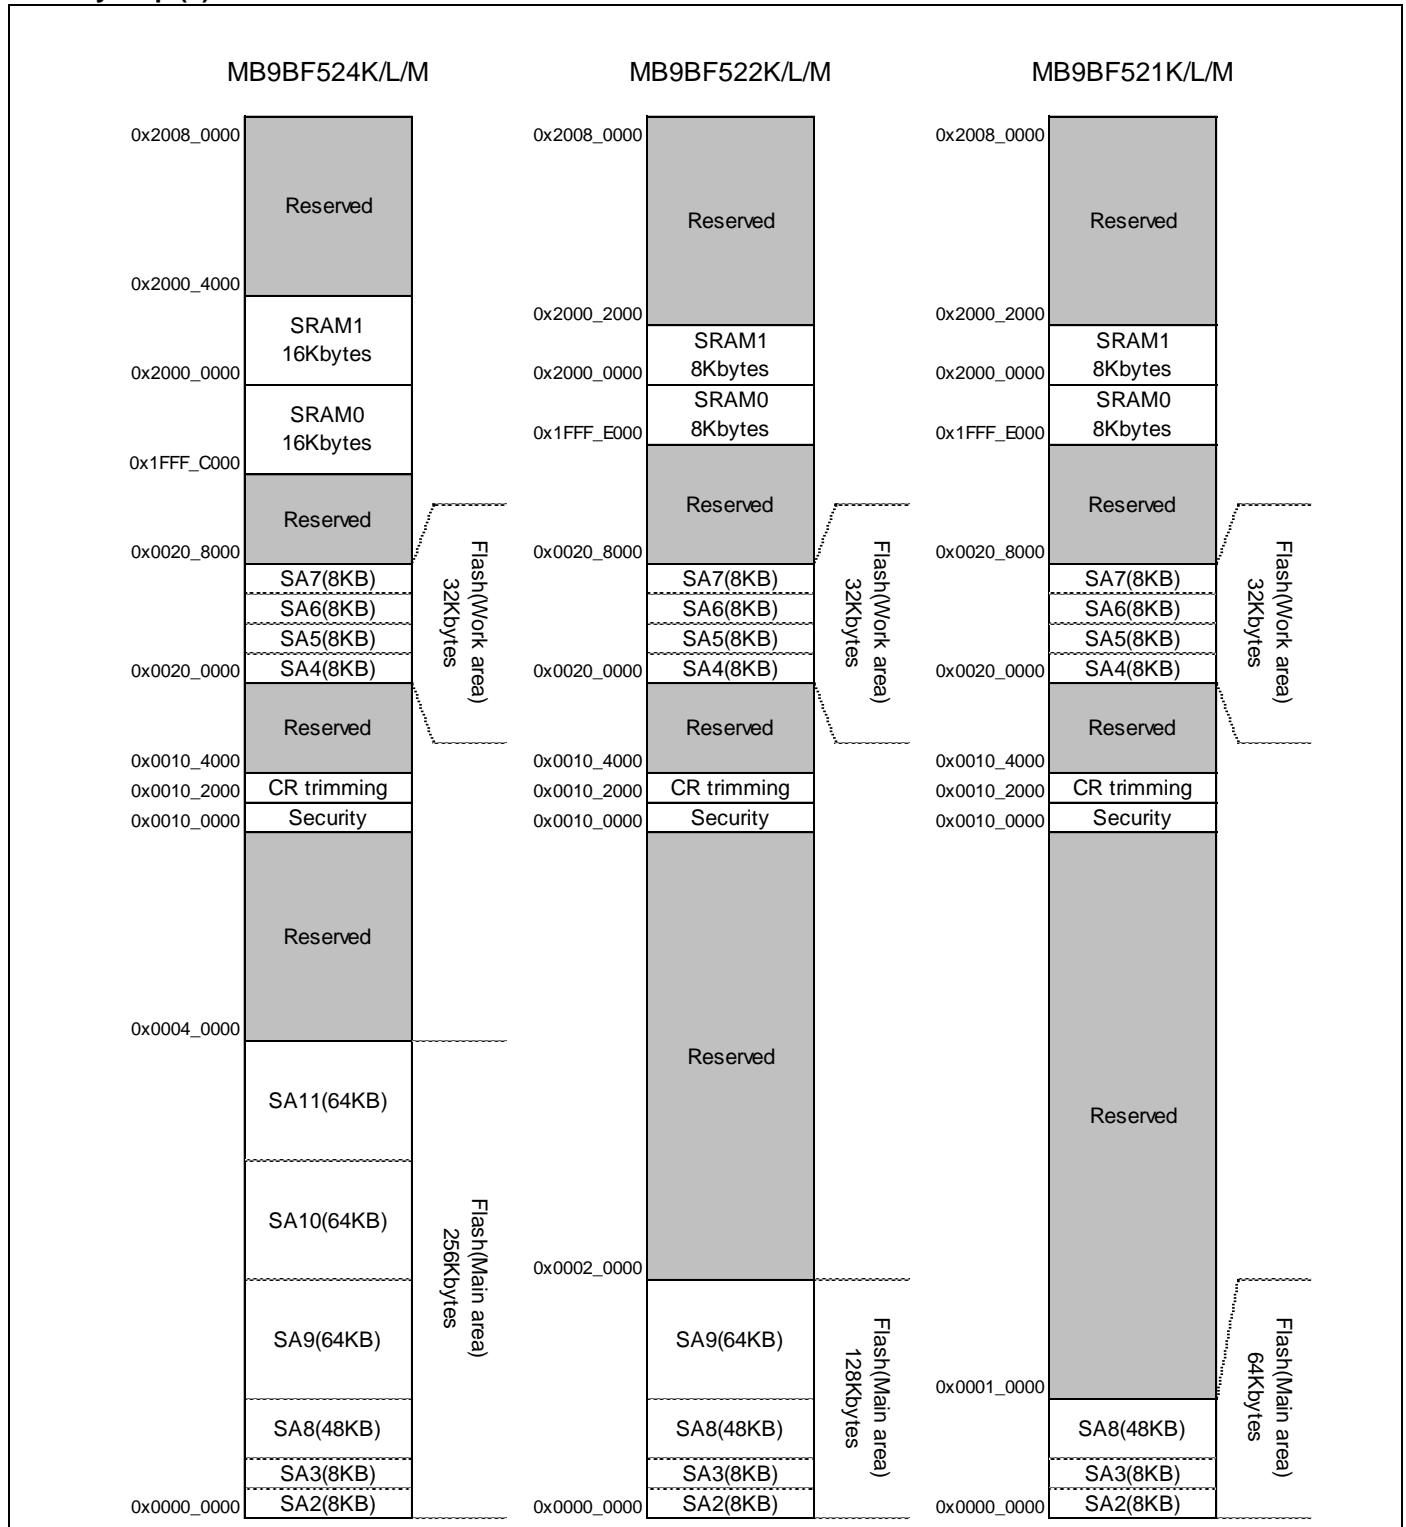 MB9BF524K/L/M
0x2008_0000
Reserved
0x2000_4000
SRAM1
16Kbytes
0x2000_0000
SRAM0
16Kbytes
0x1FFF_C000
Reserved
0x0020_8000
SA7(8KB)
SA6(8KB)
SA5(8KB)
SA4(8KB)
0x0020_0000
Flash(Work area)
32Kbytes
Reserved
0x0010_4000
CR trimming
0x0010_2000
Security
0x0010_0000
Reserved
0x0004_0000
SA11(64KB)
SA10(64KB)
SA9(64KB)
SA8(48KB)
SA3(8KB)
SA2(8KB)
0x0000_0000
Flash(Main area)
256Kbytes
MB9BF522K/L/M
0x2008_0000
Reserved
0x2000_2000
SRAM1
8Kbytes
0x2000_0000
SRAM0
8Kbytes
0x1FFF_E000
Reserved
0x0020_8000
SA7(8KB)
SA6(8KB)
SA5(8KB)
SA4(8KB)
0x0020_0000
Flash(Work area)
32Kbytes
Reserved
0x0010_4000
CR trimming
0x0010_2000
Security
0x0010_0000
Reserved
0x0002_0000
SA9(64KB)
SA8(48KB)
SA3(8KB)
SA2(8KB)
0x0000_0000
Flash(Main area)
128Kbytes
MB9BF521K/L/M
0x2008_0000
Reserved
0x2000_2000
SRAM1
8Kbytes
0x2000_0000
SRAM0
8Kbytes
0x1FFF_E000
Reserved
0x0020_8000
SA7(8KB)
SA6(8KB)
SA5(8KB)
SA4(8KB)
0x0020_0000
Flash(Work area)
32Kbytes
Reserved
0x0010_4000
CR trimming
0x0010_2000
Security
0x0010_0000
Reserved
0x0001_0000
SA8(48KB)
SA3(8KB)
SA2(8KB)
0x0000_0000
Flash(Main area)
64Kbytes